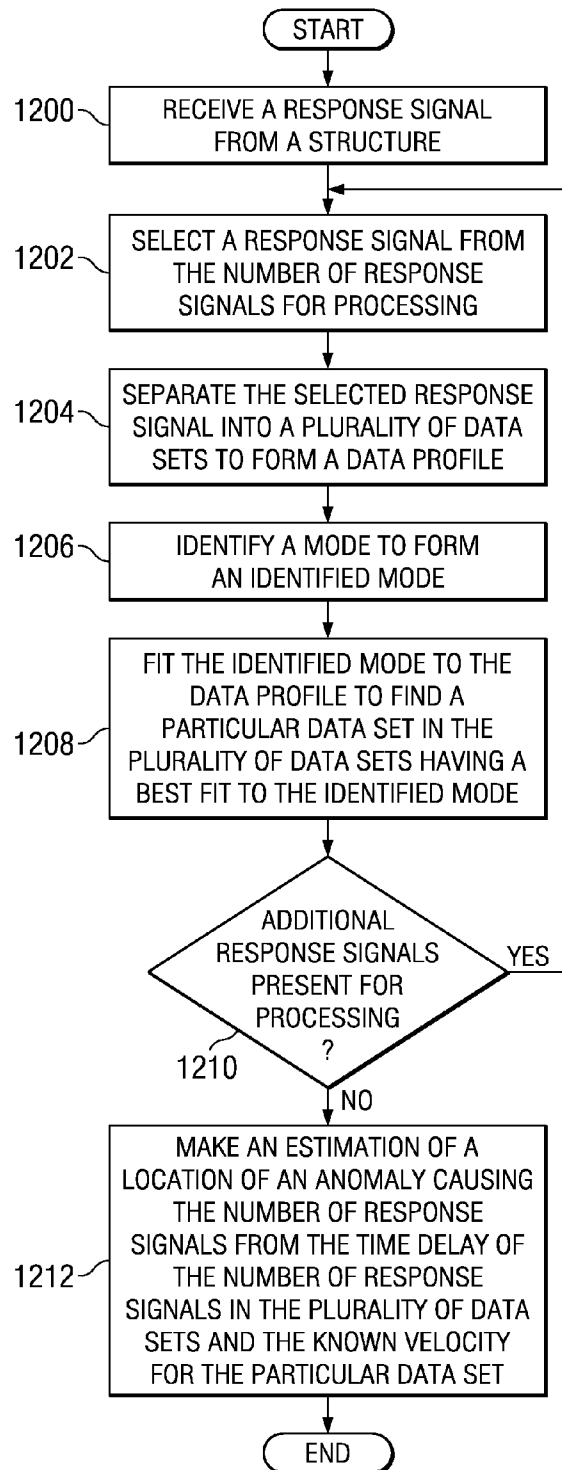 START
1200
RECEIVE A RESPONSE SIGNAL
FROM A STRUCTURE
1202
SELECT A RESPONSE SIGNAL FROM
THE NUMBER OF RESPONSE
SIGNALS FOR PROCESSING
1204
SEPARATE THE SELECTED RESPONSE
SIGNAL INTO A PLURALITY OF DATA
SETS TO FORM A DATA PROFILE
1206
IDENTIFY A MODE TO FORM
AN IDENTIFIED MODE
1208
FIT THE IDENTIFIED MODE TO THE
DATA PROFILE TO FIND A
PARTICULAR DATA SET IN THE
PLURALITY OF DATA SETS HAVING A
BEST FIT TO THE IDENTIFIED MODE
ADDITIONAL
RESPONSE SIGNALS
PRESENT FOR
PROCESSING
?
YES
1210
NO
1212
MAKE AN ESTIMATION OF A
LOCATION OF AN ANOMALY CAUSING
THE NUMBER OF RESPONSE
SIGNALS FROM THE TIME DELAY OF
THE NUMBER OF RESPONSE
SIGNALS IN THE PLURALITY OF DATA
SETS AND THE KNOWN VELOCITY
FOR THE PARTICULAR DATA SET
END